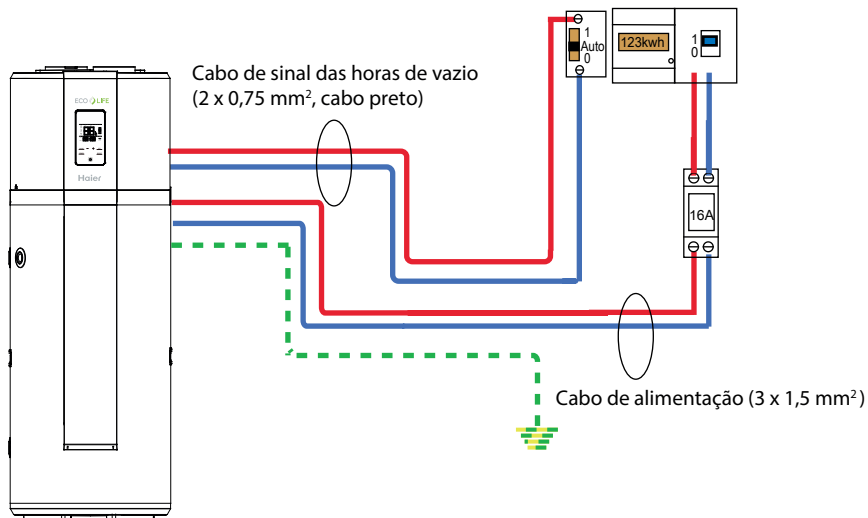 1
Auto
0
123kwh
1
0
Cabo de sinal das horas de vazio
(2 x 0,75 mm², cabo preto)
ECO LIFE
Haier
16A
Cabo de alimentação (3 x 1,5 mm²)